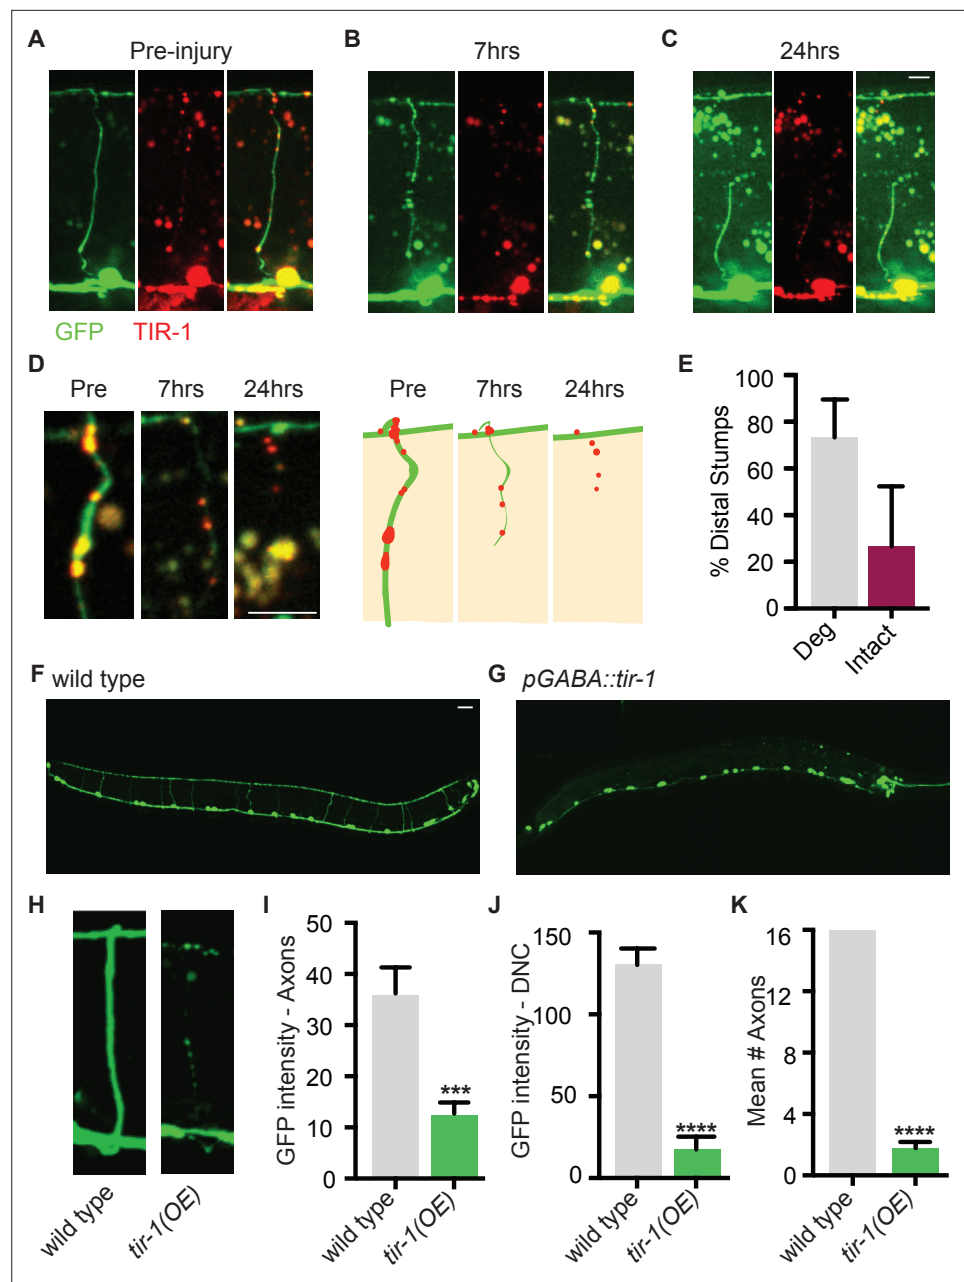 A
Pre-injury
B
7hrs
C
24hrs
GFP
TIR-1
D
Pre
7hrs
24hrs
Pre
7hrs
24hrs
E
% Distal Stumps
100
80
60
40
20
0
Deg
Intact
F wild type
G pGABA::tir-1
H
wild type
tir-1(OE)
I
GFP intensity - Axons
50
40
30
20
10
0
***
wild type
tir-1(OE)
J
GFP intensity - DNC
150
100
50
0
****
wild type
tir-1(OE)
K
Mean # Axons
16
12
8
4
0
****
wild type
tir-1(OE)